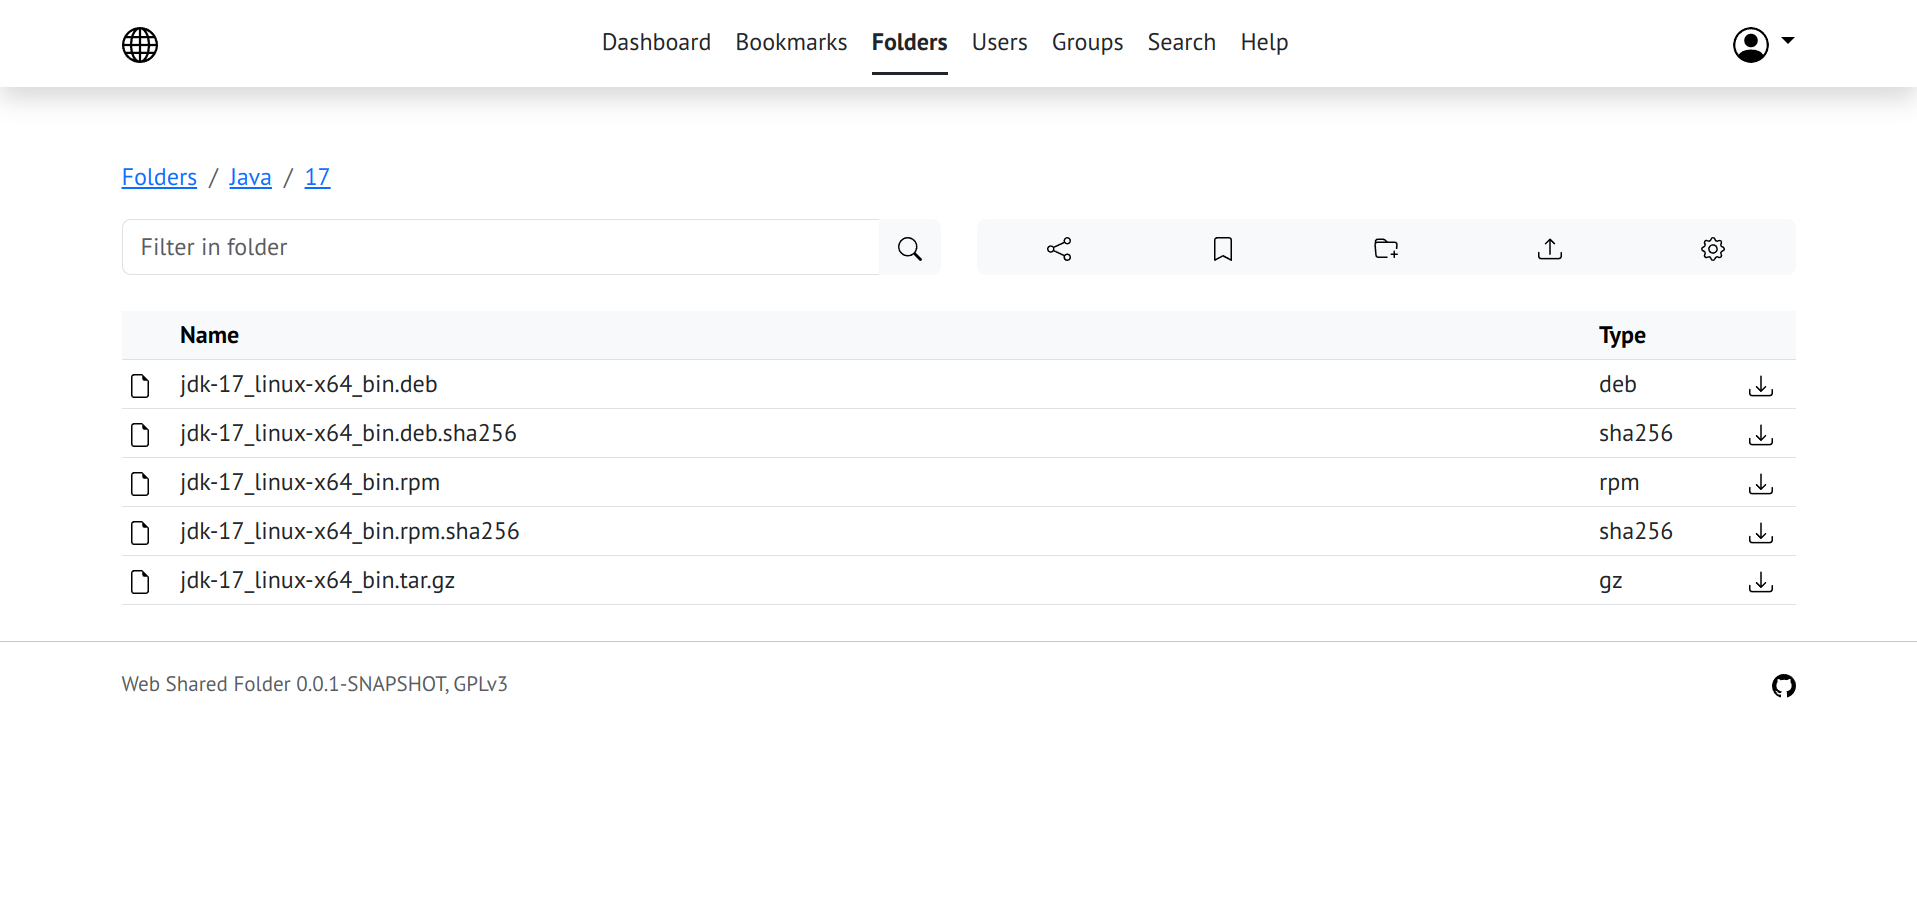 Dashboard Bookmarks Folders Users Groups Search Help
Folders / Java / 17
Filter in folder
Name Type
jdk-17_linux-x64_bin.deb deb
jdk-17_linux-x64_bin.deb.sha256 sha256
jdk-17_linux-x64_bin.rpm rpm
jdk-17_linux-x64_bin.rpm.sha256 sha256
jdk-17_linux-x64_bin.tar.gz gz
Web Shared Folder 0.0.1-SNAPSHOT, GPLv3